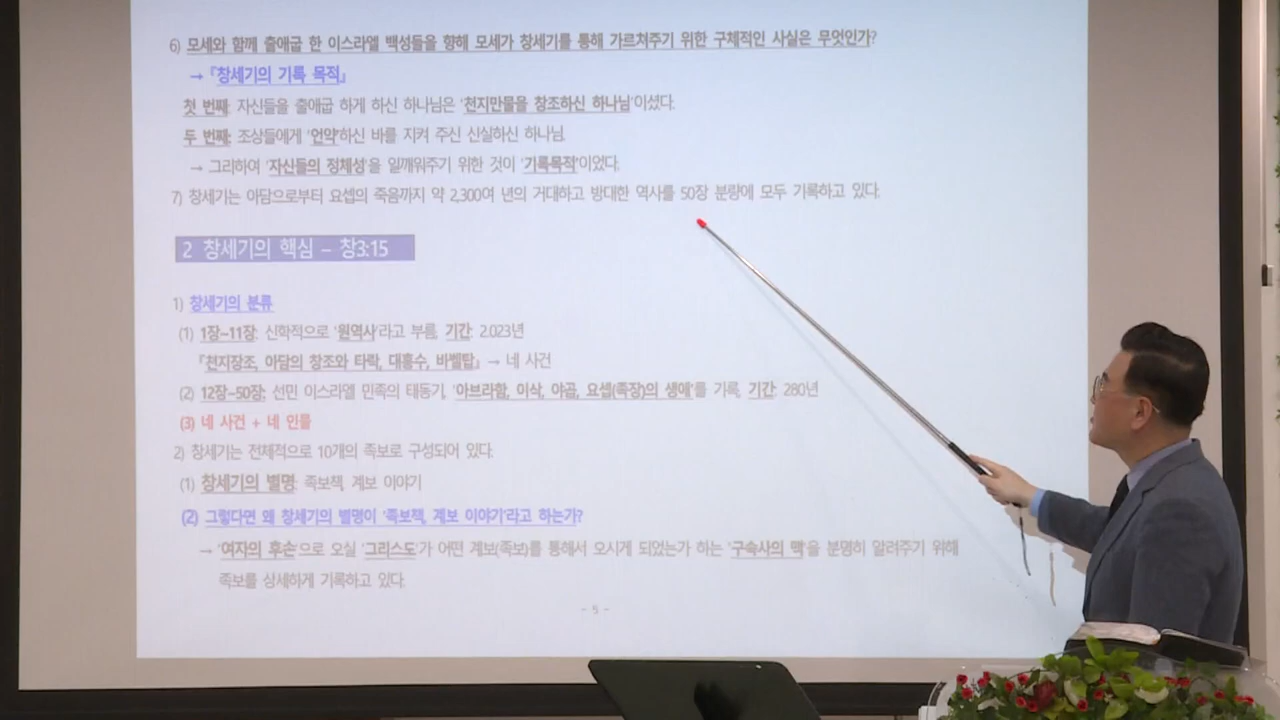 6) 모세와 함께 출애굽 한 이스라엘 백성들을 향해 모세가 창세기를 통해 가르쳐주기 위한 구체적인 사실은 무엇인가?
→ 『창세기의 기록 목적』
첫 번째: 자신들을 출애굽 하게 하신 하나님은 '천지만물을 창조하신 하나님'이셨다.
두 번째: 조상들에게 '언약'하신 바를 지켜 주신 신실하신 하나님.
→ 그리하여 '자신들의 정체성'을 일깨워주기 위한 것이 '기록목적'이었다.
7) 창세기는 아담으로부터 요셉의 죽음까지 약 2,300여 년의 거대하고 방대한 역사를 50장 분량에 모두 기록하고 있다.
2 창세기의 핵심 – 창3:15
1) 창세기의 분류
(1) 1장~11장: 신학적으로 '원역사'라고 부름, 기간: 2.023년
『천지창조, 아담의 창조와 타락, 대홍수, 바벨탑』 → 네 사건
(2) 12장~50장: 선민 이스라엘 민족의 태동기, '아브라함, 이삭, 야곱, 요셉(족장)의 생애'를 기록, 기간: 280년
(3) 네 사건 + 네 인물
2) 창세기는 전체적으로 10개의 족보로 구성되어 있다.
(1) 창세기의 별명: 족보책, 계보 이야기
(2) 그렇다면 왜 창세기의 별명이 '족보책, 계보 이야기'라고 하는가?
→ '여자의 후손'으로 오실 '그리스도'가 어떤 계보(족보)를 통해서 오시게 되었는가 하는 '구속사의 맥'을 분명히 알려주기 위해
족보를 상세하게 기록하고 있다.
- 5 -